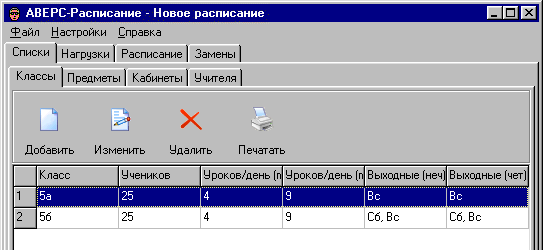 АВЕРС-Расписание - Новое расписание
Файл Настройки Справка
Списки Нагрузки Расписание Замены
Классы Предметы Кабинеты Учителя
Добавить Изменить Удалить Печатать
Класс Учеников Уроков/день (п Уроков/день (п Выходные (неч) Выходные (чет)
1 5а 25 4 9 Вс Вс
2 5б 25 4 9 Сб, Вс Сб, Вс